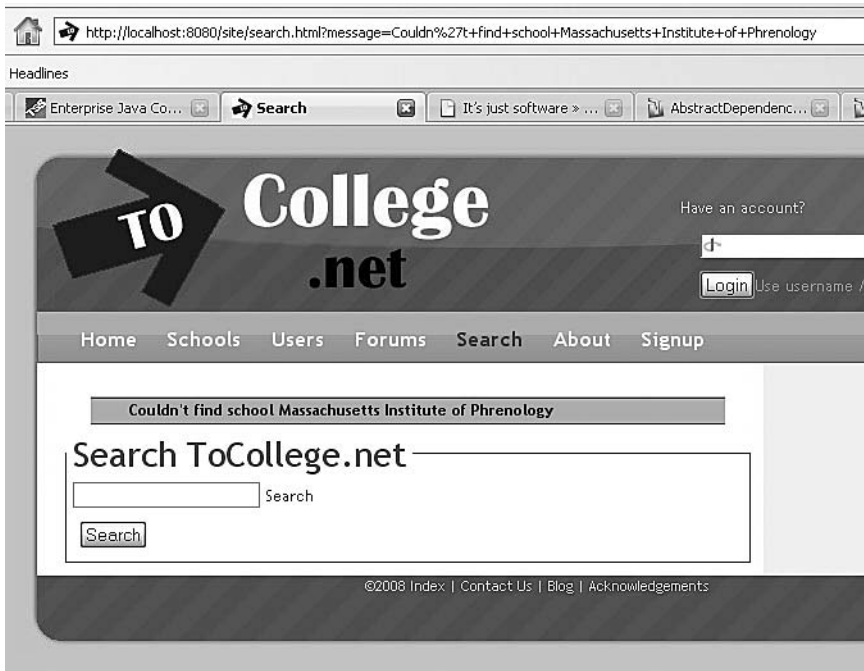 http://localhost:8080/site/search.html?message=Couldn%27t+find+school+Massachusetts+Institute+of+Phrenology
Headlines
Enterprise Java Co... Search It's just software » ... AbstractDependenc...
TO College
.net
Have an account?
Login Use username /
Home Schools Users Forums Search About Signup
Couldn't find school Massachusetts Institute of Phrenology
Search ToCollege.net
Search
Search
©2008 Index | Contact Us | Blog | Acknowledgements